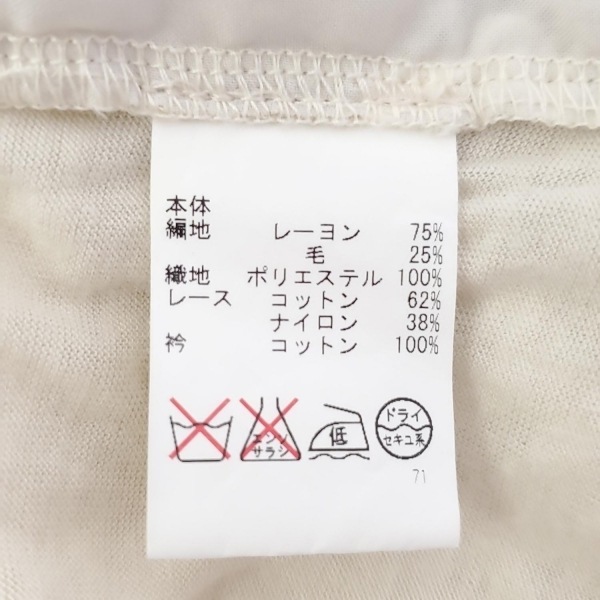 本体
編地 レーヨン 75%
毛 25%
織地 ポリエステル 100%
レース コットン 62%
ナイロン 38%
衿 コットン 100%
エンソ
サラシ
低
ドライ
セキユ系
71